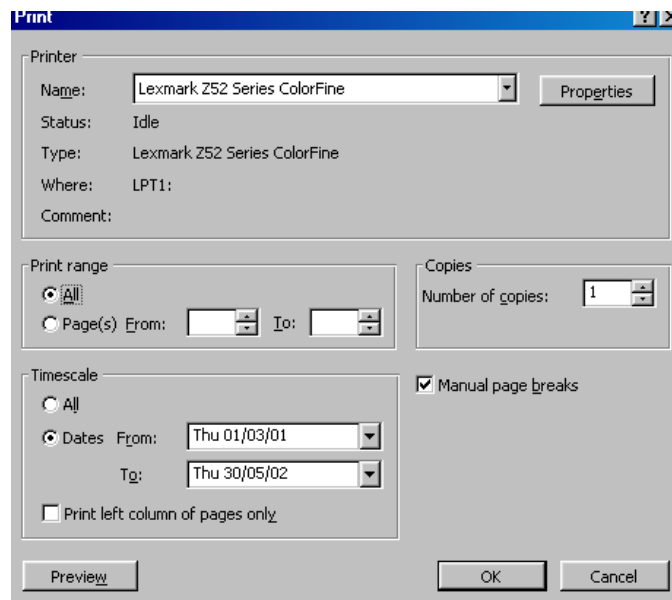 Print
Printer
Name: Lexmark Z52 Series ColorFine Properties
Status: Idle
Type: Lexmark Z52 Series ColorFine
Where: LPT1:
Comment:
Print range Copies
All Number of copies: 1
Page(s) From: To:
Timescale Manual page breaks
All
Dates From: Thu 01/03/01
To: Thu 30/05/02
Print left column of pages only
Preview OK Cancel